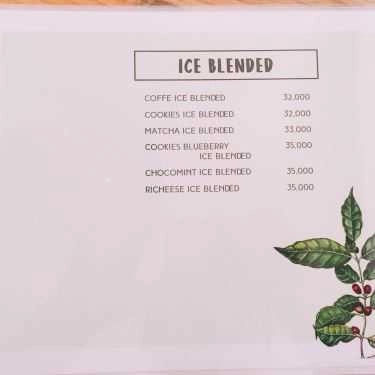 ICE BLENDED
COFFE ICE BLENDED 32,000
COOKIES ICE BLENDED 32,000
MATCHA ICE BLENDED 33,000
COOKIES BLUEBERRY 35,000
ICE BLENDED
CHOCOMINT ICE BLENDED 35,000
RICHEESE ICE BLENDED 35,000